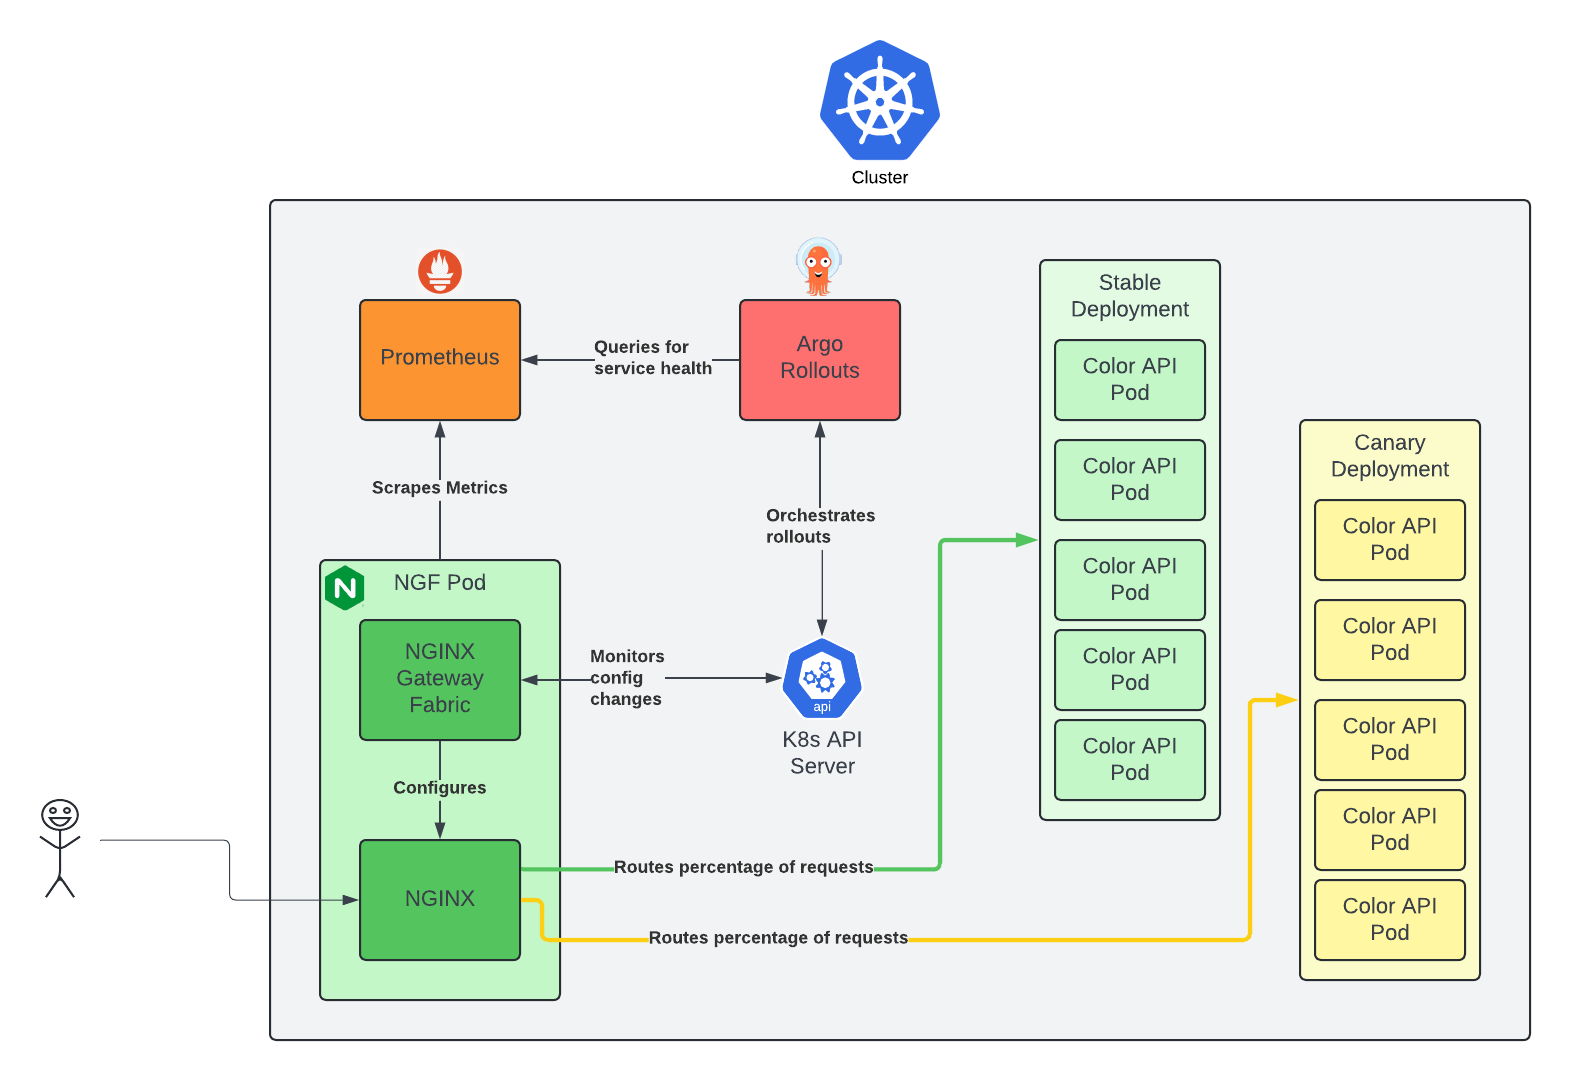 Cluster
Prometheus
Queries for
service health
Argo
Rollouts
Scrapes Metrics
Orchestrates
rollouts
NGF Pod
NGINX
Gateway
Fabric
Monitors
config
changes
api
K8s API
Server
Configures
NGINX
Routes percentage of requests
Routes percentage of requests
Stable
Deployment
Color API
Pod
Color API
Pod
Color API
Pod
Color API
Pod
Color API
Pod
Canary
Deployment
Color API
Pod
Color API
Pod
Color API
Pod
Color API
Pod
Color API
Pod